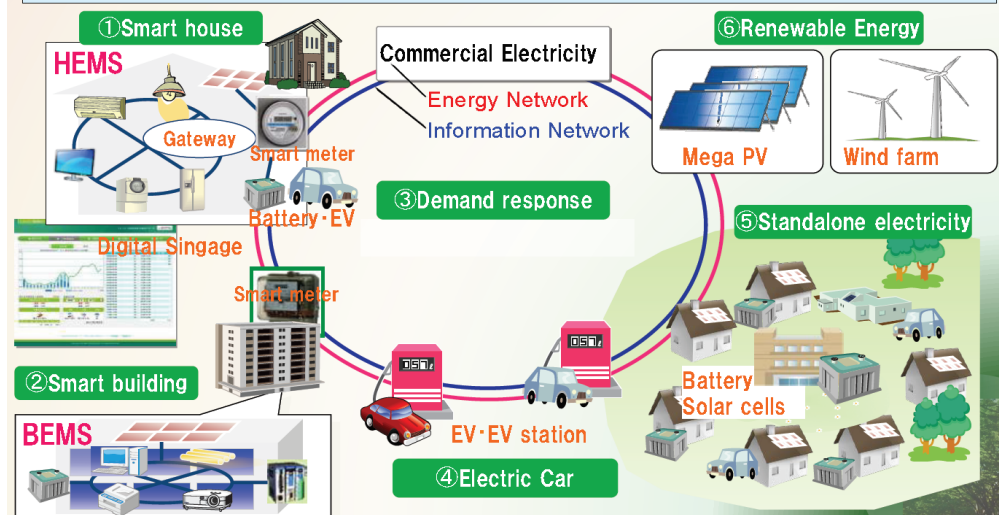 ①Smart house
HEMS
Gateway
Smart meter
Battery・EV
Commercial Electricity
Energy Network
Information Network
⑥Renewable Energy
Mega PV
Wind farm
③Demand response
⑤Standalone electricity
Digital Singage
Smart meter
②Smart building
BEMS
EV・EV station
④Electric Car
Battery
Solar cells